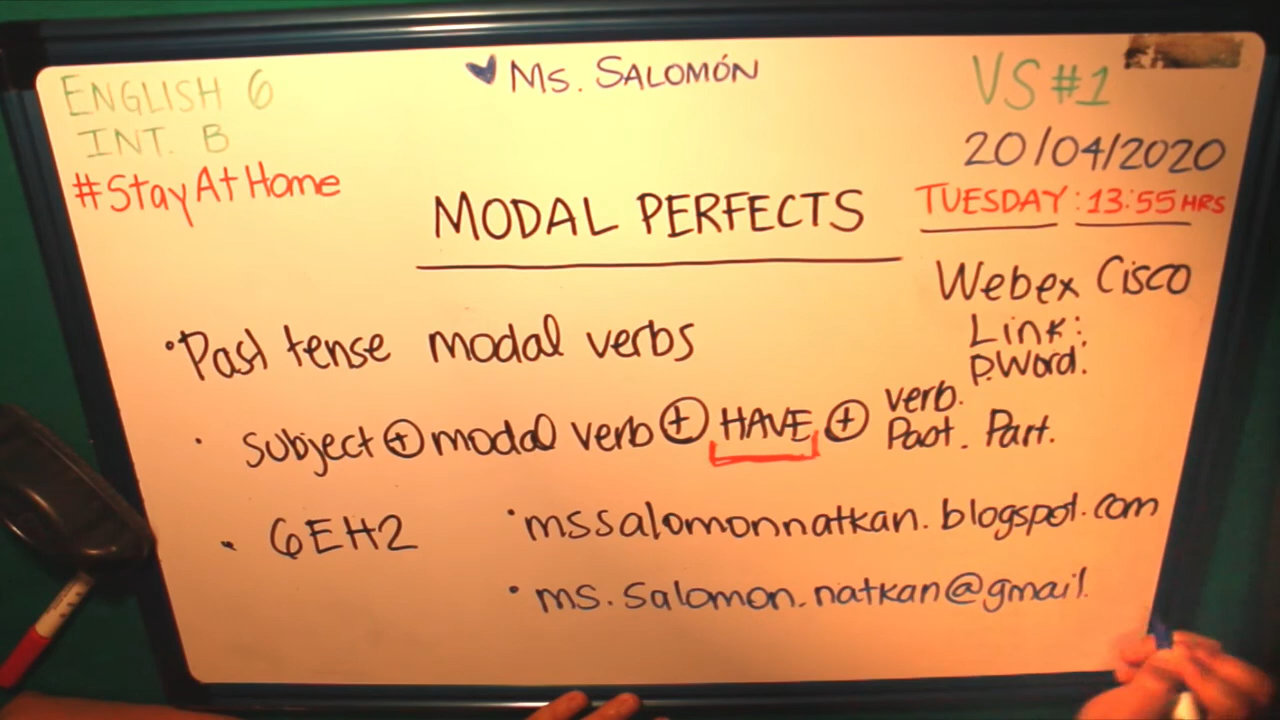 ENGLISH 6
INT. B
#StayAtHome
♥ Ms. SALOMÓN
VS #1
20/04/2020
TUESDAY : 13:55 HRS
MODAL PERFECTS
Webex Cisco
Link:
P.Word:
• Past tense modal verbs
• Subject ⊕ modal verb ⊕ HAVE ⊕ verb. Past. Part.
• 6EH2
• mssalomonnatkan.blogspot.com
• ms.salomon.natkan@gmail.